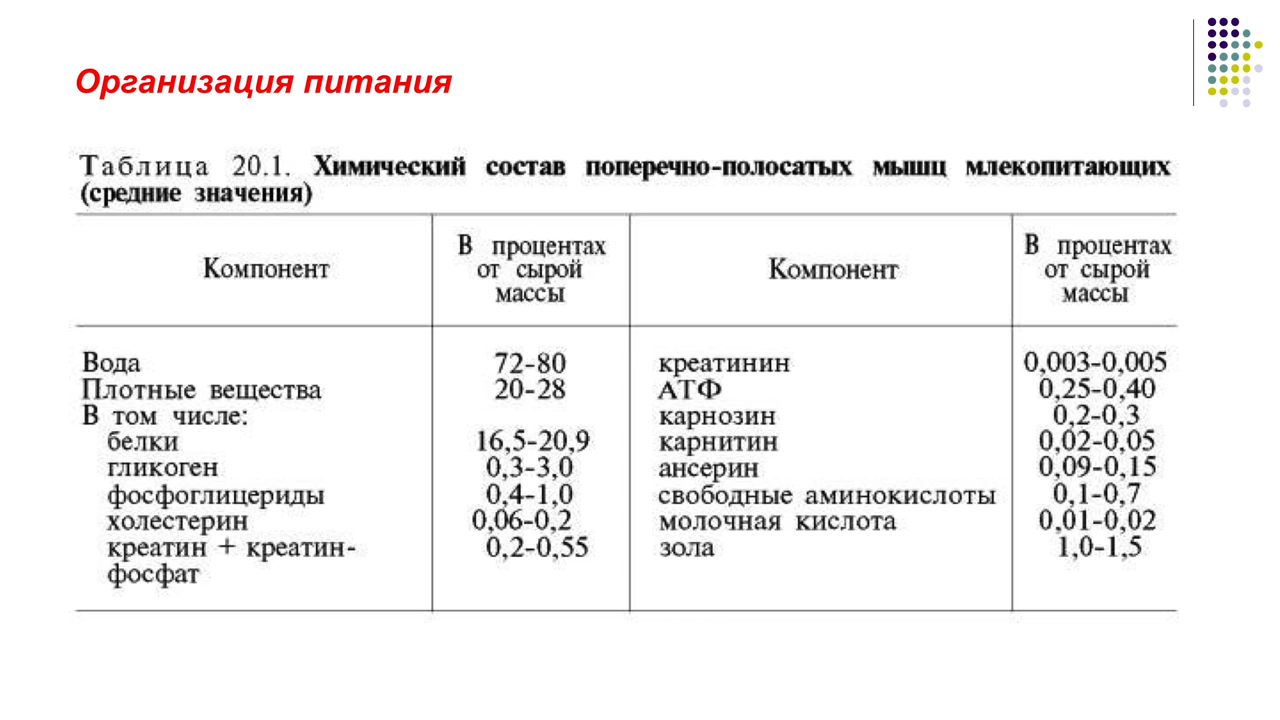 Организация питания
Таблица 20.1. Химический состав поперечно-полосатых мышц млекопитающих
(средние значения)
Компонент
В процентах
от сырой
массы
Компонент
В процентах
от сырой
массы
Вода 72-80
Плотные вещества 20-28
В том числе:
белки 16,5-20,9
гликоген 0,3-3,0
фосфоглицериды 0,4-1,0
холестерин 0,06-0,2
креатин + креатин- 0,2-0,55
фосфат
креатинин 0,003-0,005
АТФ 0,25-0,40
карнозин 0,2-0,3
карнитин 0,02-0,05
ансерин 0,09-0,15
свободные аминокислоты 0,1-0,7
молочная кислота 0,01-0,02
зола 1,0-1,5